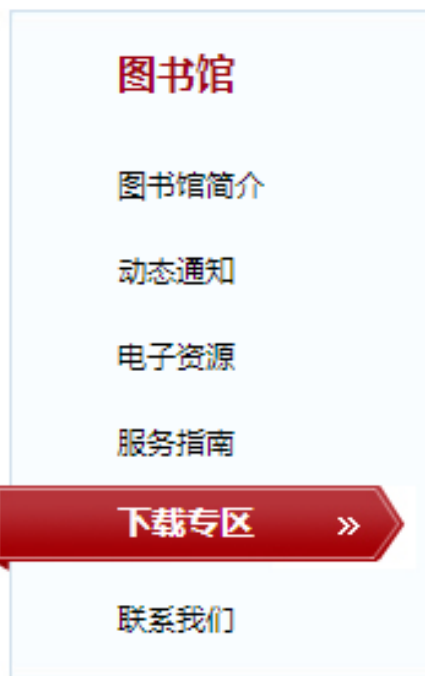 图书馆
图书馆简介
动态通知
电子资源
服务指南
下载专区 »
联系我们